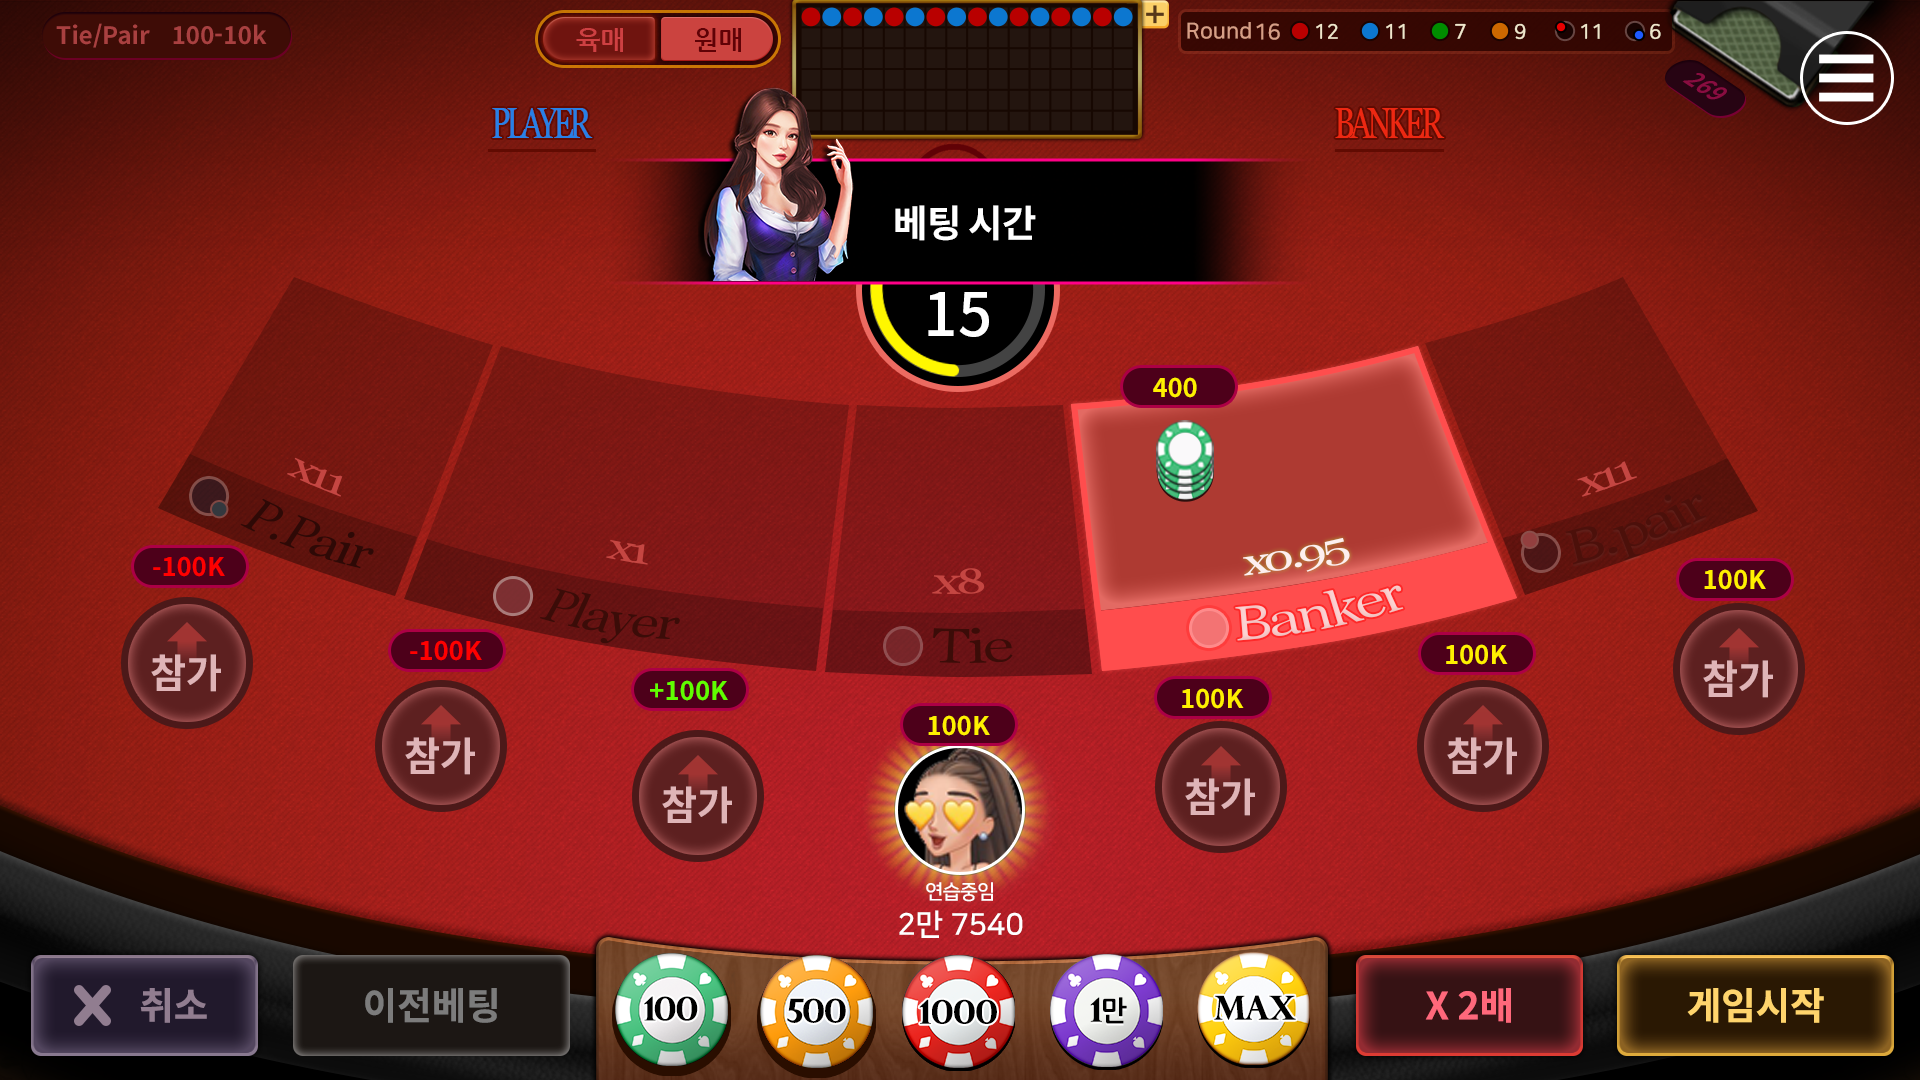 Tie/Pair 100-10k
육매 원매
+
Round 16 12 11 7 9 11 6
269
PLAYER
BANKER
베팅 시간
15
400
x11
P.Pair
x1
Player
x8
Tie
x0.95
Banker
x11
B.pair
-100K
참가
-100K
참가
+100K
참가
100K
연습중임
2만 7540
100K
참가
100K
참가
100K
참가
취소
이전베팅
100
500
1000
1만
MAX
X 2배
게임시작